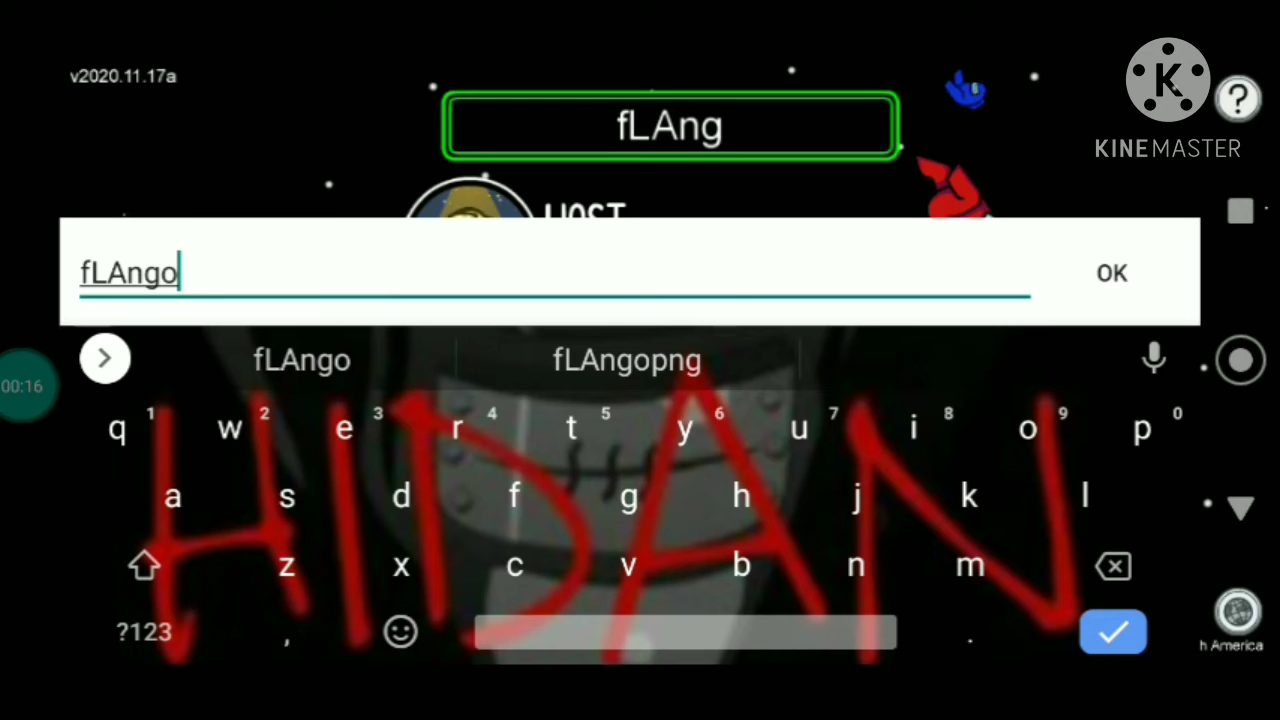 v2020.11.17a
fLAng
KINEMASTER
HOST
fLAngo
OK
fLAngo fLAngopng
00:16
1 2 3 4 5 6 7 8 9 0
q w e r t y u i o p
a s d f g h j k l
z x c v b n m
?123 , .
HIDAN
h America